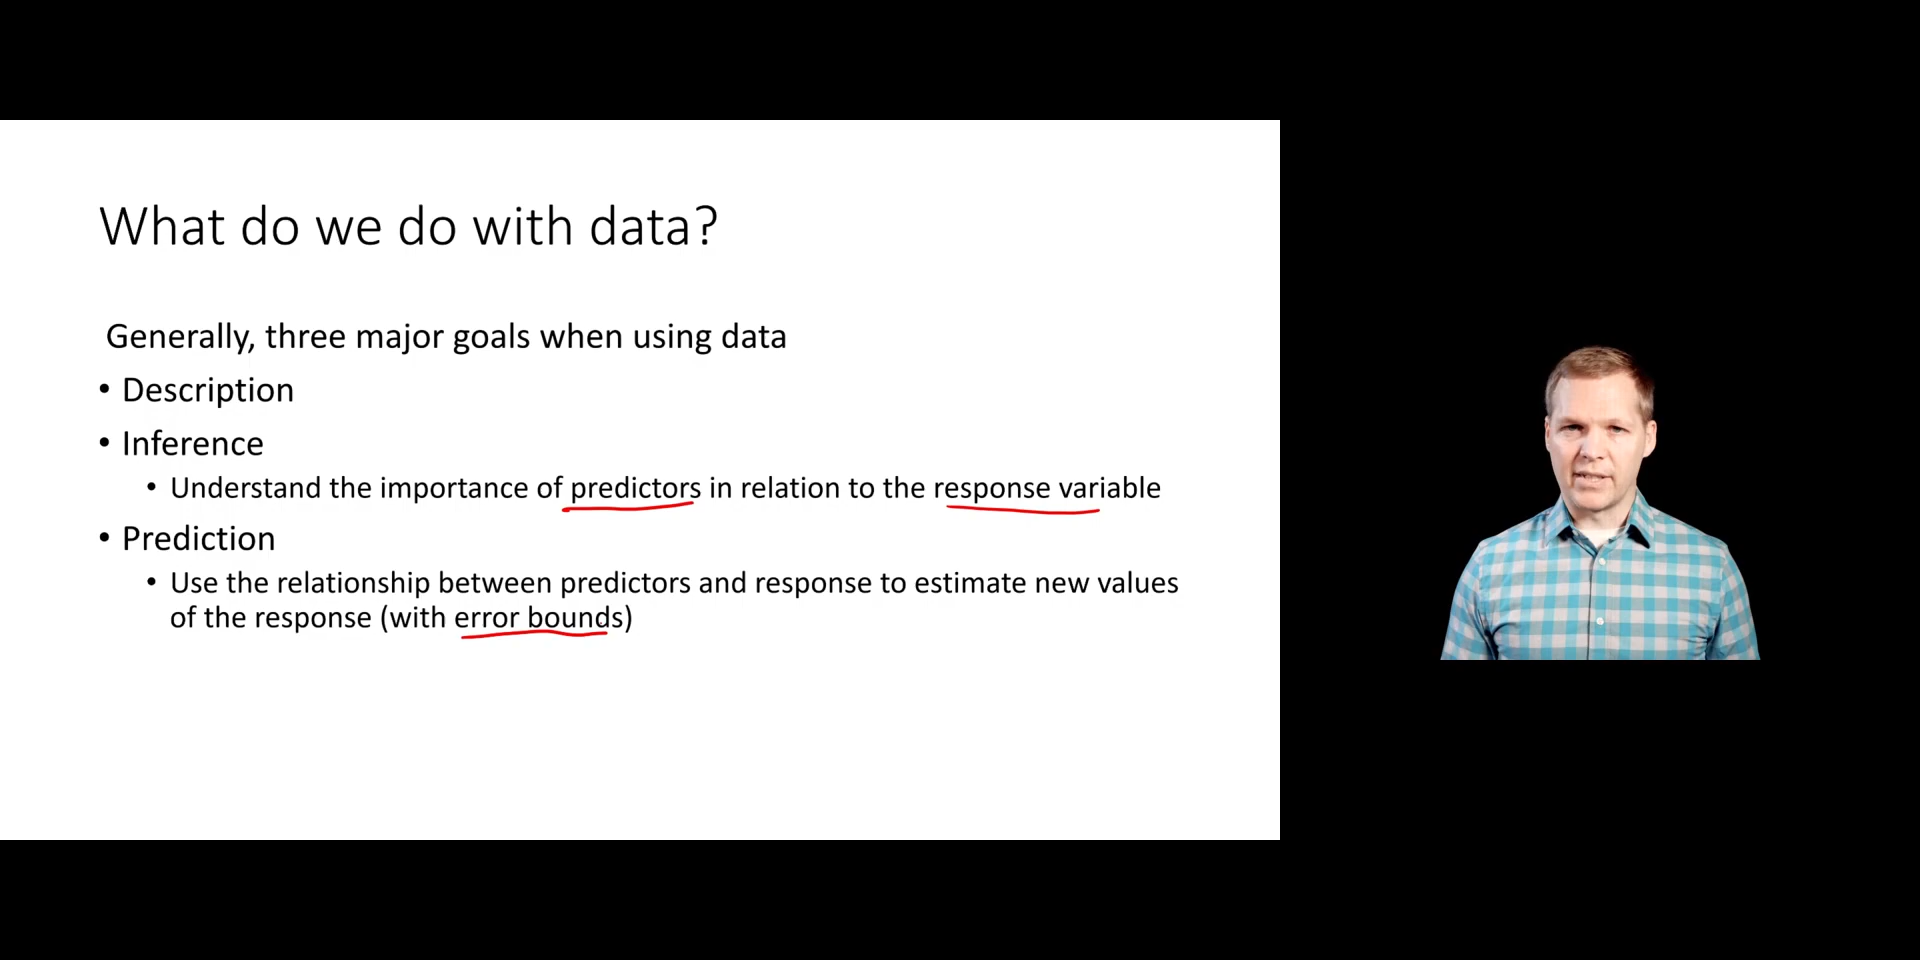 What do we do with data?
Generally, three major goals when using data
• Description
• Inference
• Understand the importance of predictors in relation to the response variable
• Prediction
• Use the relationship between predictors and response to estimate new values
of the response (with error bounds)